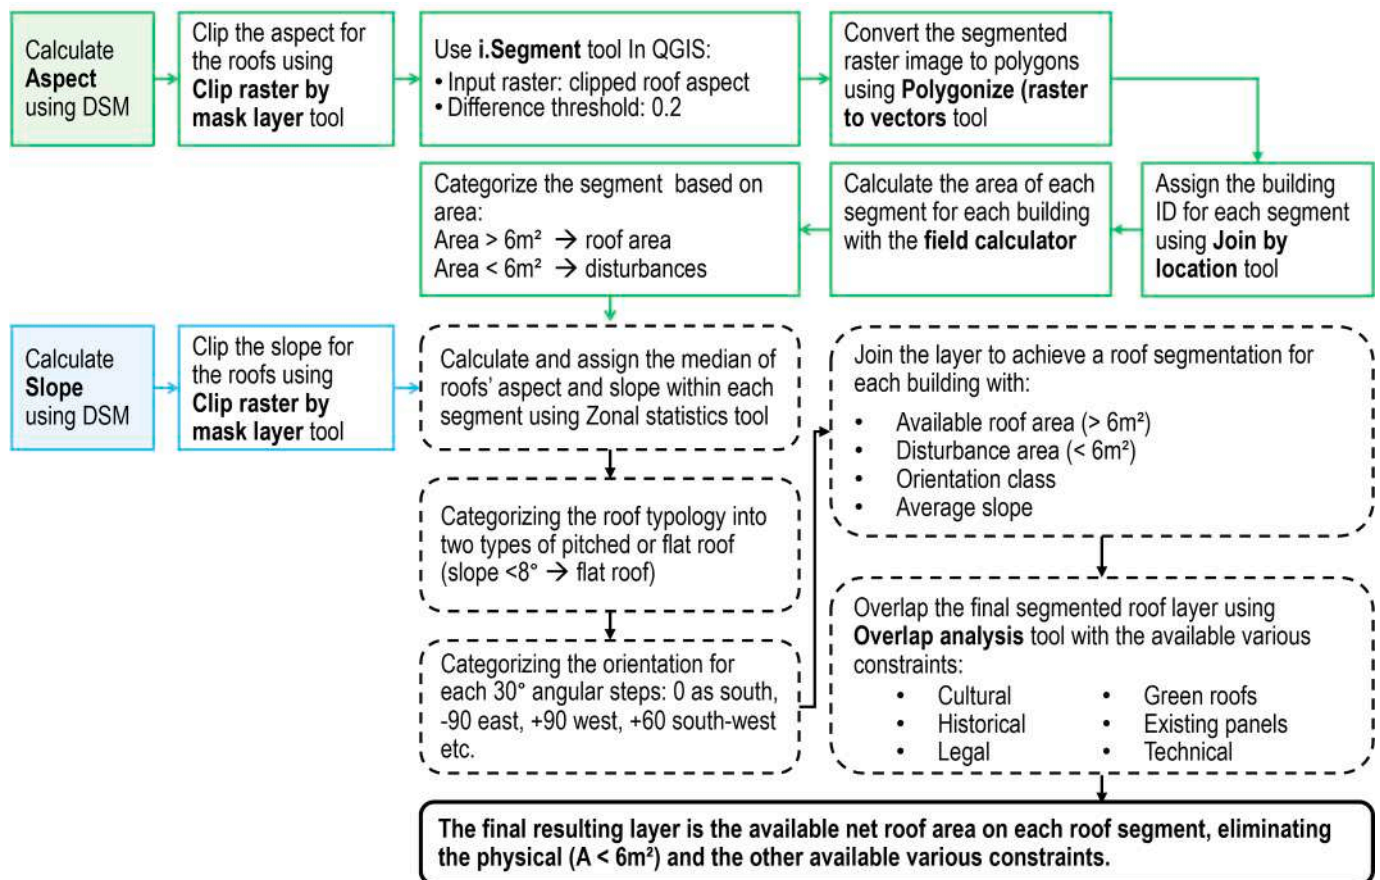 Calculate
Aspect
using DSM
Clip the aspect for
the roofs using
Clip raster by
mask layer tool
Use i.Segment tool In QGIS:
• Input raster: clipped roof aspect
• Difference threshold: 0.2
Convert the segmented
raster image to polygons
using Polygonize (raster
to vectors tool
Assign the building
ID for each segment
using Join by
location tool
Calculate the area of each
segment for each building
with the field calculator
Categorize the segment based on
area:
Area > 6m² → roof area
Area < 6m² → disturbances
Calculate
Slope
using DSM
Clip the slope for
the roofs using
Clip raster by
mask layer tool
Calculate and assign the median of
roofs' aspect and slope within each
segment using Zonal statistics tool
Categorizing the roof typology into
two types of pitched or flat roof
(slope <8° → flat roof)
Categorizing the orientation for
each 30° angular steps: 0 as south,
-90 east, +90 west, +60 south-west
etc.
Join the layer to achieve a roof segmentation for
each building with:
• Available roof area (> 6m²)
• Disturbance area (< 6m²)
• Orientation class
• Average slope
Overlap the final segmented roof layer using
Overlap analysis tool with the available various
constraints:
• Cultural
• Historical
• Legal
• Green roofs
• Existing panels
• Technical
The final resulting layer is the available net roof area on each roof segment, eliminating
the physical (A < 6m²) and the other available various constraints.